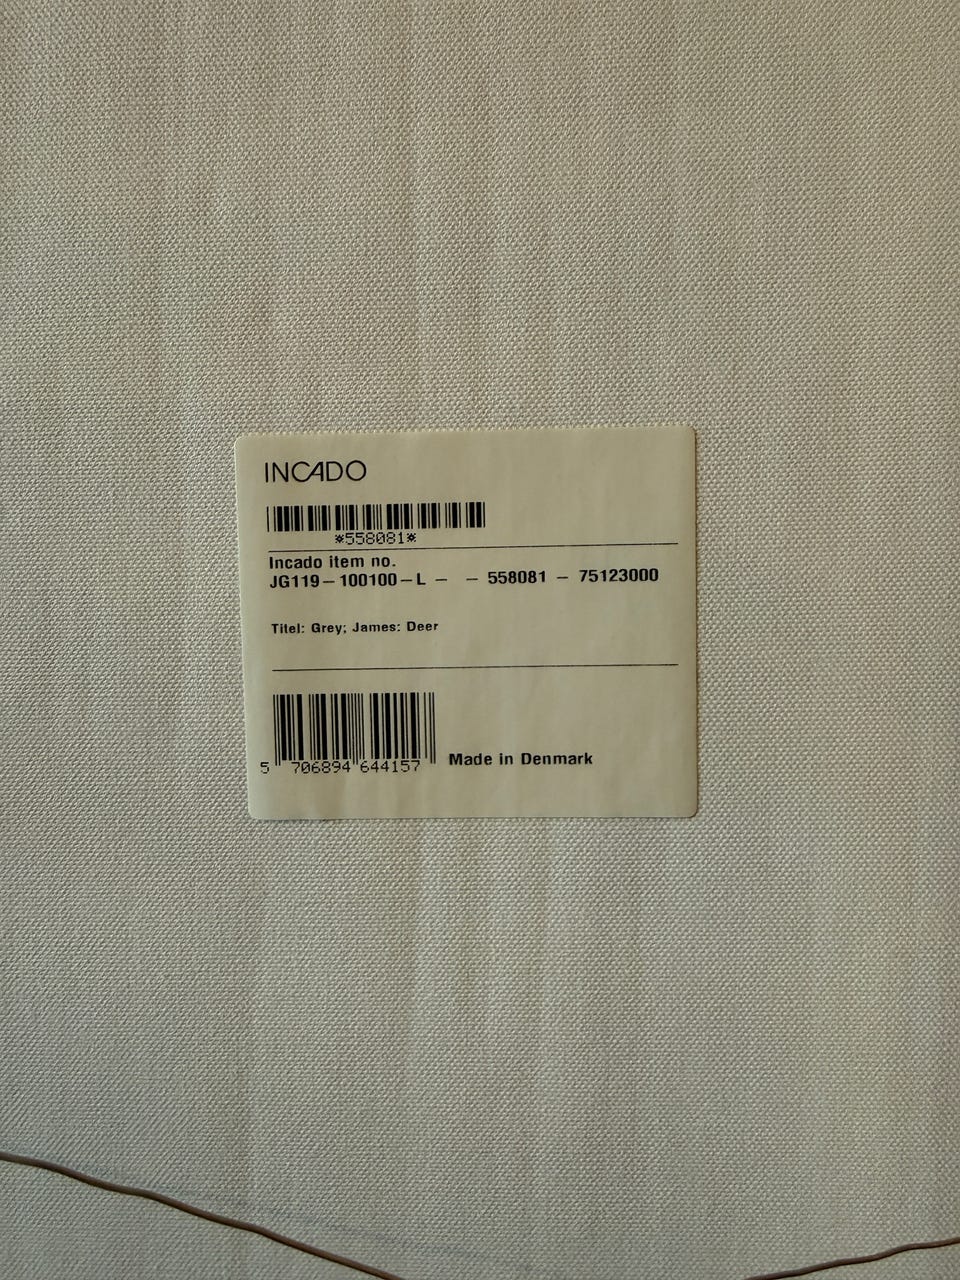 INCADO
*558081*
Incado item no.
JG119-100100-L - - 558081 - 75123000
Titel: Grey; James: Deer
5 706894 644157
Made in Denmark